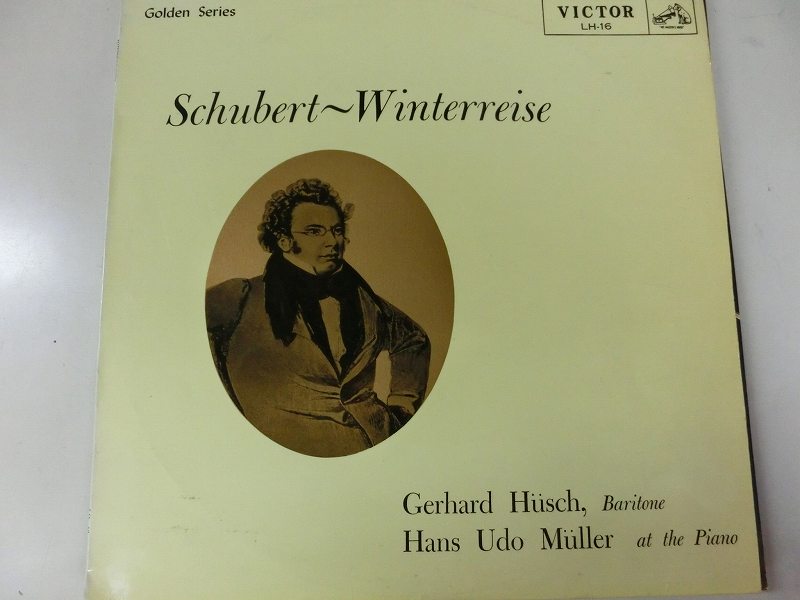 Golden Series
VICTOR
LH-16
Schubert~Winterreise
Gerhard Hüsch, Baritone
Hans Udo Müller at the Piano